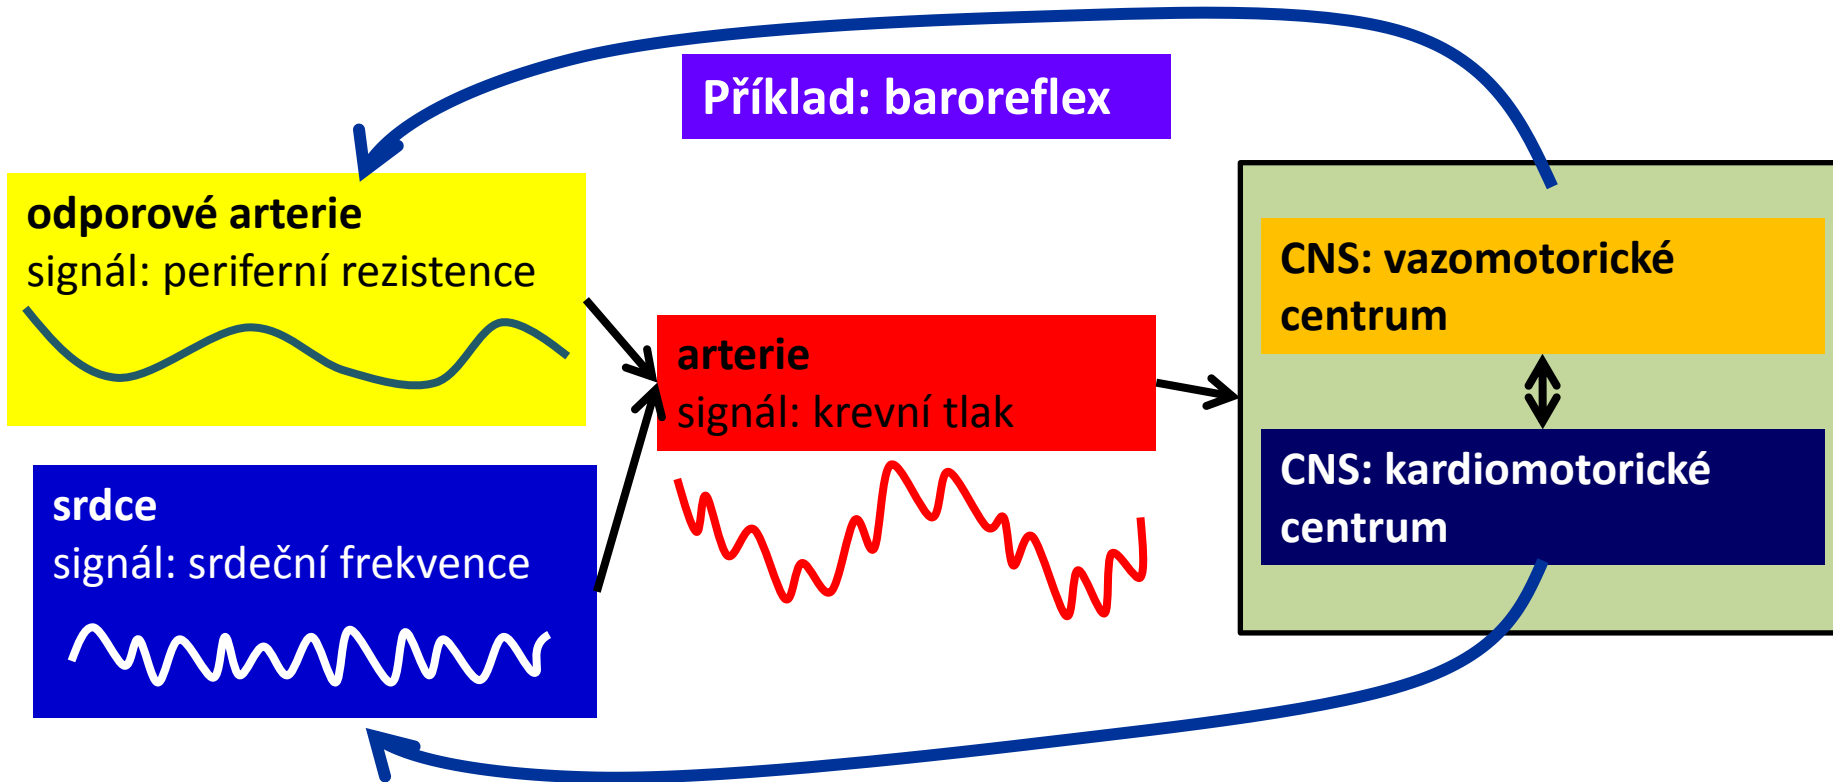 Příklad: baroreflex
odporové arterie
signál: periferní rezistence
srdce
signál: srdeční frekvence
arterie
signál: krevní tlak
CNS: vazomotorické
centrum
CNS: kardiomotorické
centrum